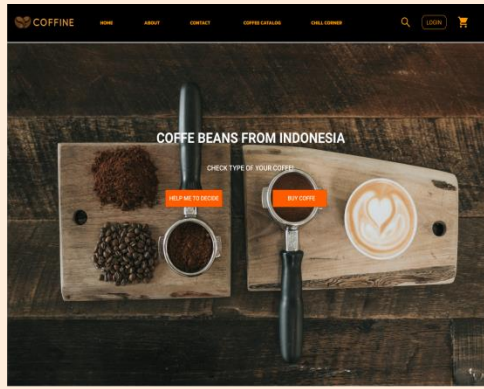 COFFINE
HOME ABOUT CONTACT COFFEE CATALOG CHILL CORNER LOGIN
COFFE BEANS FROM INDONESIA
CHECK TYPE OF YOUR COFFE!
HELP ME TO DECIDE BUY COFFE